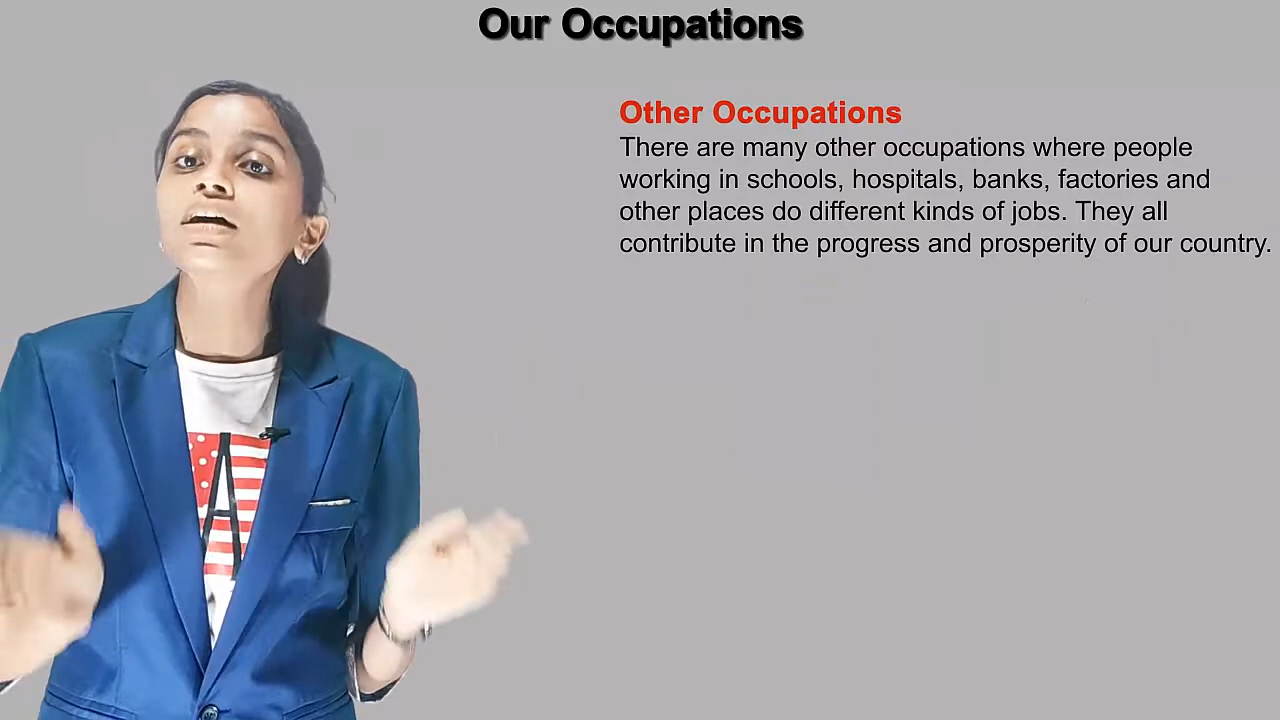 Our Occupations
Other Occupations
There are many other occupations where people
working in schools, hospitals, banks, factories and
other places do different kinds of jobs. They all
contribute in the progress and prosperity of our country.
A